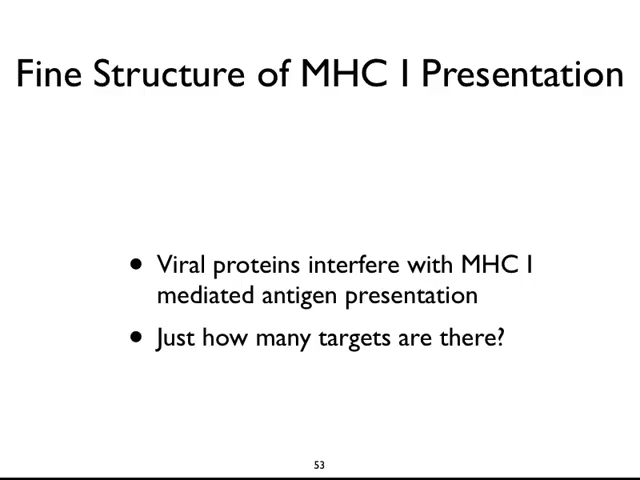 Fine Structure of MHC I Presentation
• Viral proteins interfere with MHC I
mediated antigen presentation
• Just how many targets are there?
53